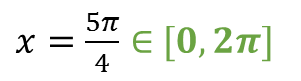 x = 5π/4 ∈ [0, 2π]